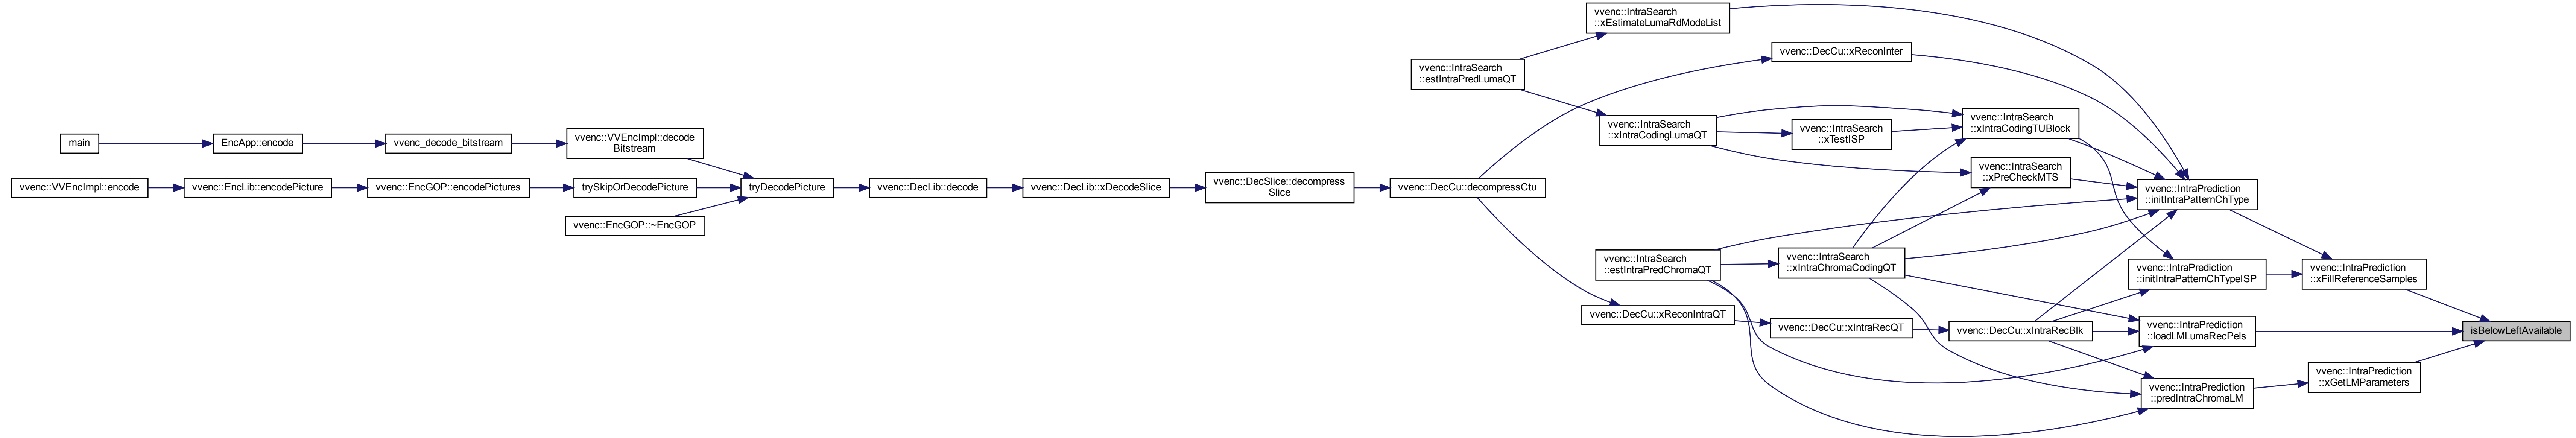 main
vvenc::VVEncImpl::encode
EncApp::encode
vvenc::EncLib::encodePicture
vvenc_decode_bitstream
vvenc::EncGOP::encodePictures
vvenc::VVEncImpl::decode
Bitstream
trySkipOrDecodePicture
vvenc::EncGOP::~EncGOP
tryDecodePicture
vvenc::DecLib::decode
vvenc::DecLib::xDecodeSlice
vvenc::DecSlice::decompress
Slice
vvenc::DecCu::decompressCtu
vvenc::IntraSearch
::estIntraPredLumaQT
vvenc::IntraSearch
::xEstimateLumaRdModeList
vvenc::IntraSearch
::xIntraCodingLumaQT
vvenc::IntraSearch
::estIntraPredChromaQT
vvenc::DecCu::xReconIntraQT
vvenc::DecCu::xReconInter
vvenc::IntraSearch
::xTestISP
vvenc::IntraSearch
::xIntraChromaCodingQT
vvenc::DecCu::xIntraRecQT
vvenc::IntraSearch
::xIntraCodingTUBlock
vvenc::IntraSearch
::xPreCheckMTS
vvenc::DecCu::xIntraRecBlk
vvenc::IntraPrediction
::initIntraPatternChType
vvenc::IntraPrediction
::initIntraPatternChTypeISP
vvenc::IntraPrediction
::loadLMLumaRecPels
vvenc::IntraPrediction
::predIntraChromaLM
vvenc::IntraPrediction
::xFillReferenceSamples
vvenc::IntraPrediction
::xGetLMParameters
isBelowLeftAvailable